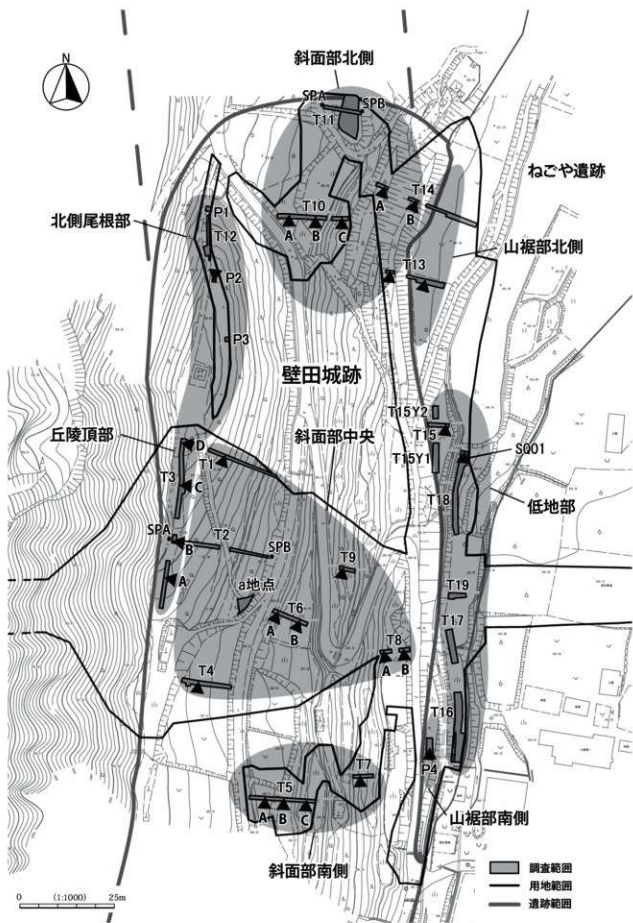 N
斜面部北側
SPA
SPB
T11
ねごや遺跡
T14
A
B
北側尾根部
P1
T10
A
B
C
山裾部北側
T12
P2
T13
P3
壁田城跡
T15Y2
丘陵頂部
斜面部中央
T15
SQ01
D
T1
T15Y1
T3
C
T18
低地部
SPA
B
T2
SPB
T9
A
a地点
T19
T6
A
B
T17
T8
A
B
T4
T16
T7
P4
T5
A
B
C
山裾部南側
斜面部南側
調査範囲
用地範囲
遺跡範囲
0
(1:1000)
25m